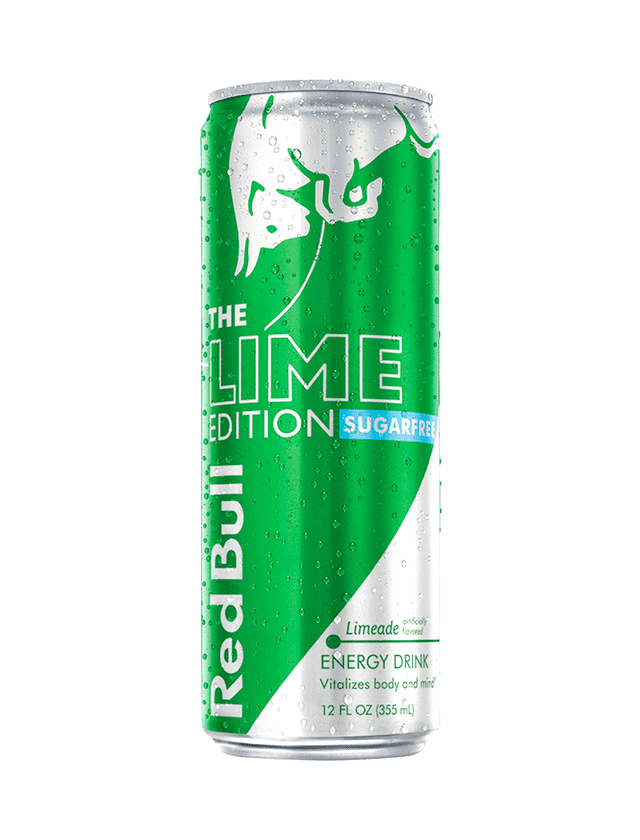 THE
LIME
EDITION SUGARFREE
Red Bull
Limeade artificially
flavored
ENERGY DRINK
Vitalizes body and mind.
12 FL OZ (355 mL)